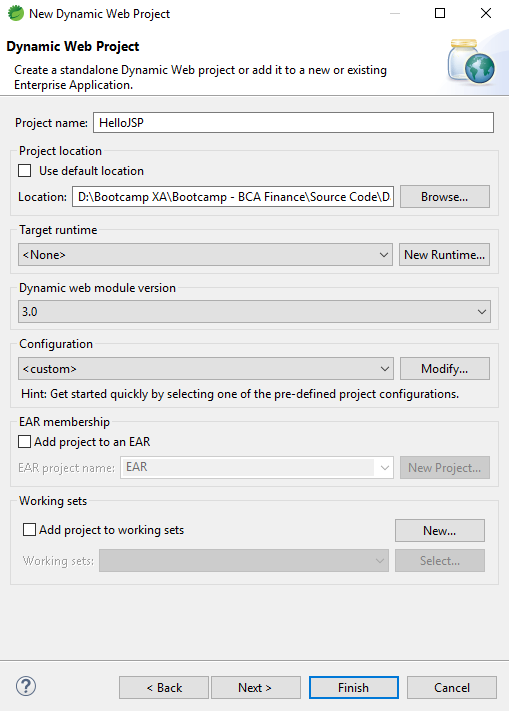 New Dynamic Web Project
Dynamic Web Project
Create a standalone Dynamic Web project or add it to a new or existing
Enterprise Application.
Project name: HelloJSP
Project location
Use default location
Location: D:\Bootcamp XA\Bootcamp - BCA Finance\Source Code\D Browse...
Target runtime
<None> New Runtime...
Dynamic web module version
3.0
Configuration
<custom> Modify...
Hint: Get started quickly by selecting one of the pre-defined project configurations.
EAR membership
Add project to an EAR
EAR project name: EAR New Project...
Working sets
Add project to working sets New...
Working sets: Select...
? < Back Next > Finish Cancel